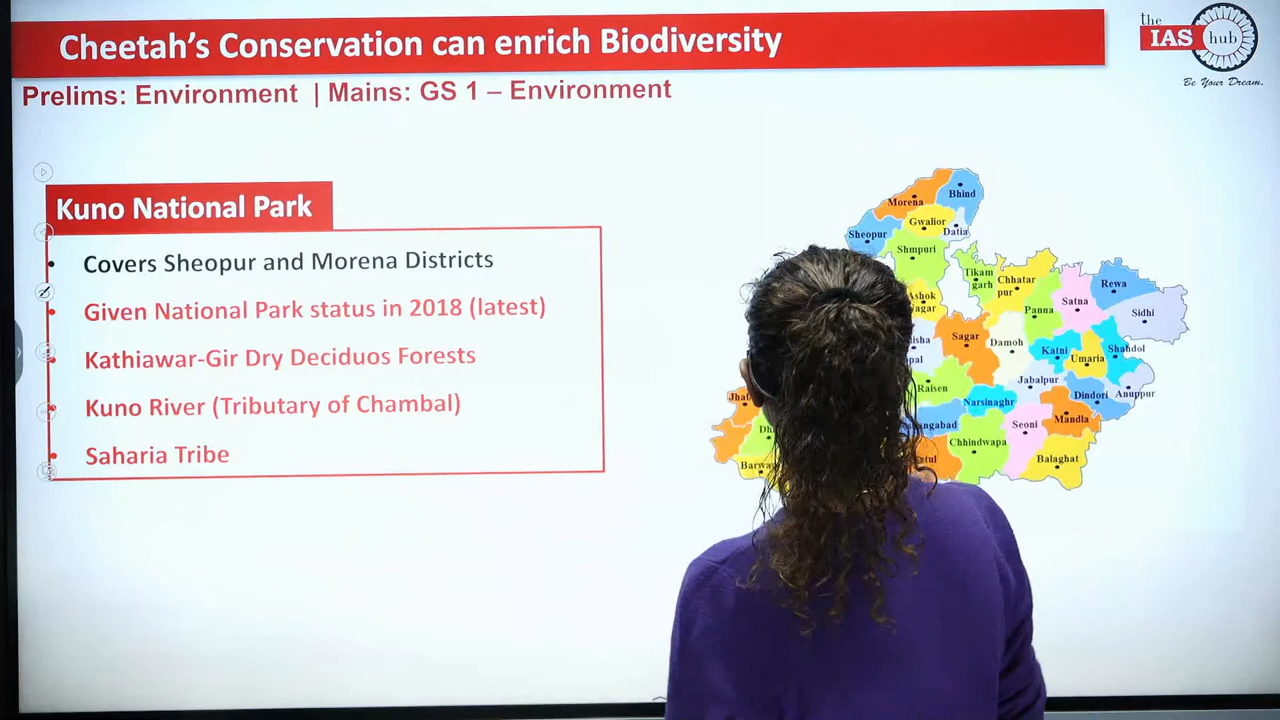 Cheetah's Conservation can enrich Biodiversity
the
IAS hub
Be Your Dream.
Prelims: Environment | Mains: GS 1 – Environment
Kuno National Park
• Covers Sheopur and Morena Districts
• Given National Park status in 2018 (latest)
• Kathiawar-Gir Dry Deciduos Forests
• Kuno River (Tributary of Chambal)
• Saharia Tribe
Bhind
Morena
Gwalior
Datia
Sheopur
Shmpuri
Tikam
garh
Chhatar
pur
Rewa
Satna
Ashok
Nagar
Panna
Sidhi
Sagar
Damoh
Katni
Shahdol
Umaria
Jabalpur
Raisen
Dindori
Anuppur
Narsinaghr
Mandla
Seoni
Chhindwapa
Balaghat